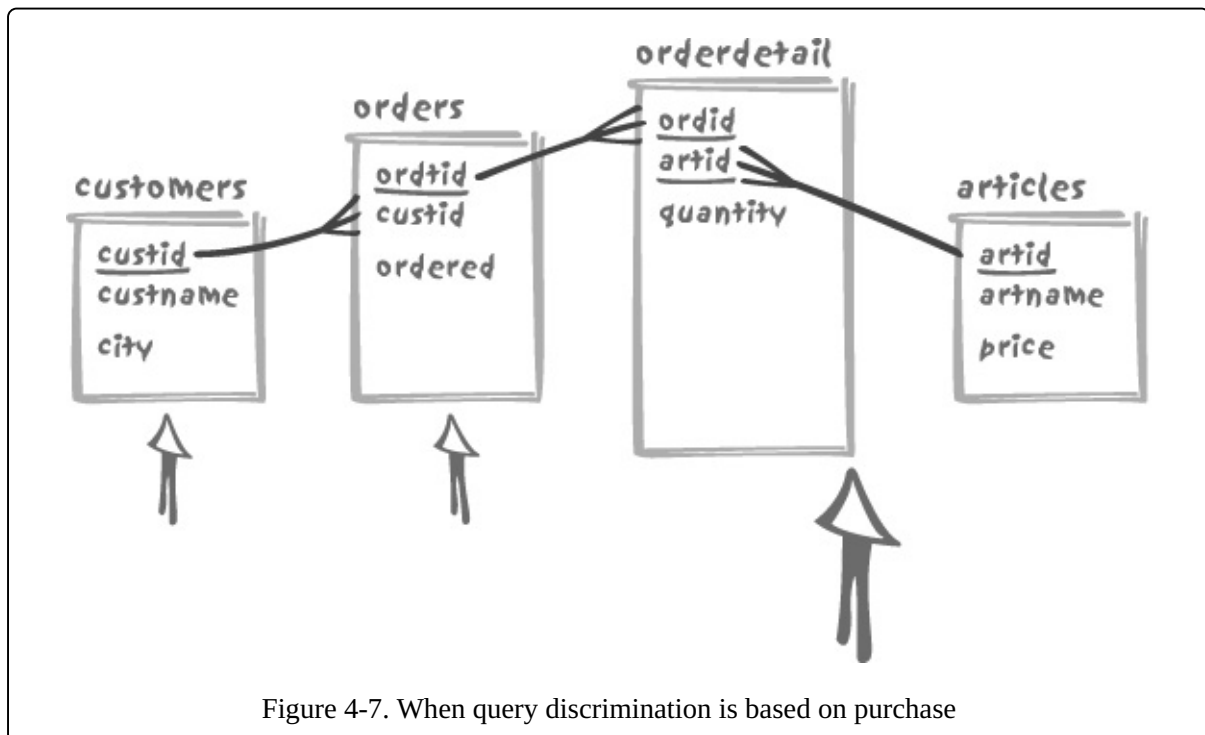 customers
custid
custname
city
orders
ordtid
custid
ordered
orderdetail
ordid
artid
quantity
articles
artid
artname
price
Figure 4-7. When query discrimination is based on purchase